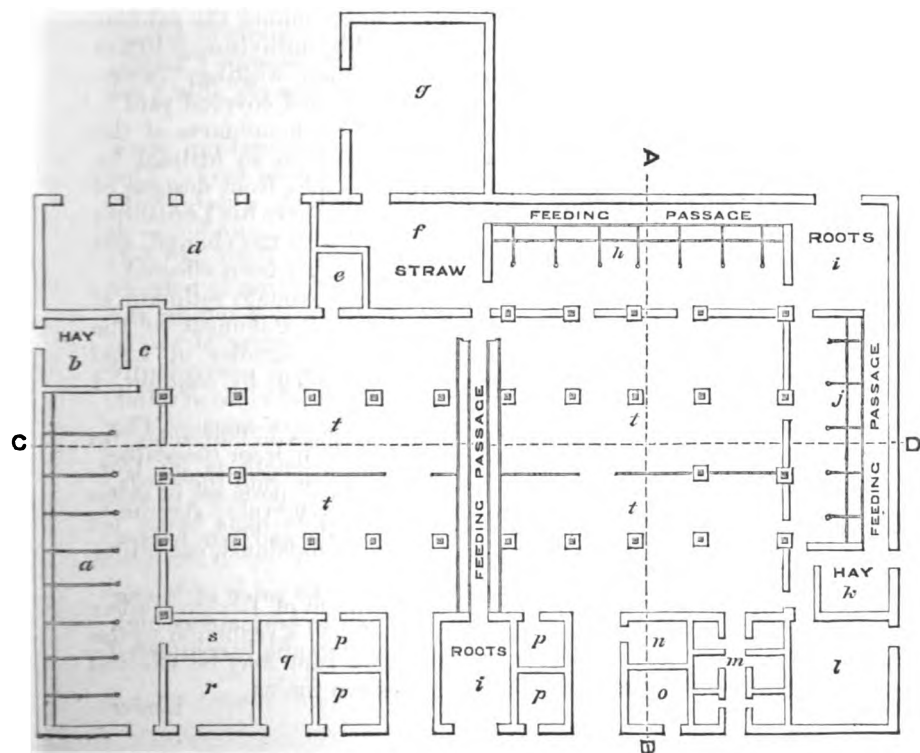 g
A
FEEDING PASSAGE
d
f
h
ROOTS
e
STRAW
i
HAY
c
b
FEEDING PASSAGE
j
t
t
FEEDING PASSAGE
C
D
t
t
a
HAY
k
s
p
ROOTS
p
n
q
m
r
p
i
p
o
l
B